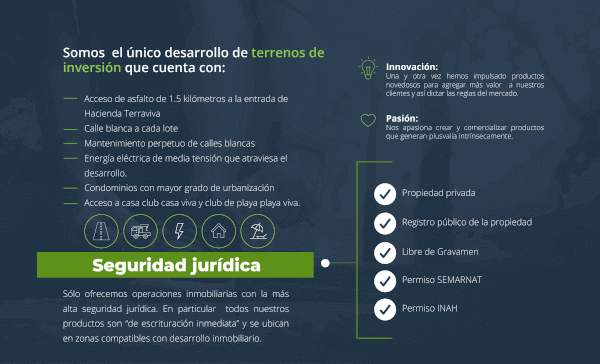 Somos el único desarrollo de terrenos de
inversión que cuenta con:
Acceso de asfalto de 1.5 kilómetros a la entrada de
Hacienda Terraviva
Calle blanca a cada lote
Mantenimiento perpetuo de calles blancas
Energía eléctrica de media tensión que atraviesa el
desarrollo.
Condominios con mayor grado de urbanización
Acceso a casa club casa viva y club de playa playa viva.
Seguridad jurídica
Sólo ofrecemos operaciones inmobiliarias con la más
alta seguridad jurídica. En particular todos nuestros
productos son “de escrituración inmediata” y se ubican
en zonas compatibles con desarrollo inmobiliario.
Innovación:
Una y otra vez hemos impulsado productos
novedosos para agregar más valor a nuestros
clientes y así dictar las reglas del mercado.
Pasión:
Nos apasiona crear y comercializar productos
que generan plusvalía intrínsecamente.
Propiedad privada
Registro público de la propiedad
Libre de Gravamen
Permiso SEMARNAT
Permiso INAH